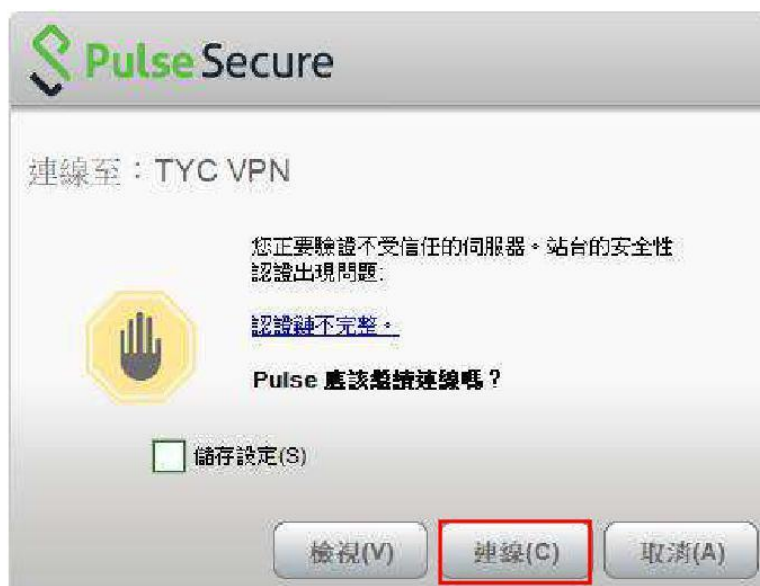 Pulse Secure
連線至：TYC VPN
您正要驗證不受信任的伺服器。站台的安全性
認證出現問題:
認證鏈不完整。
Pulse 應該繼續連線嗎？
儲存設定(S)
檢視(V) 連線(C) 取消(A)